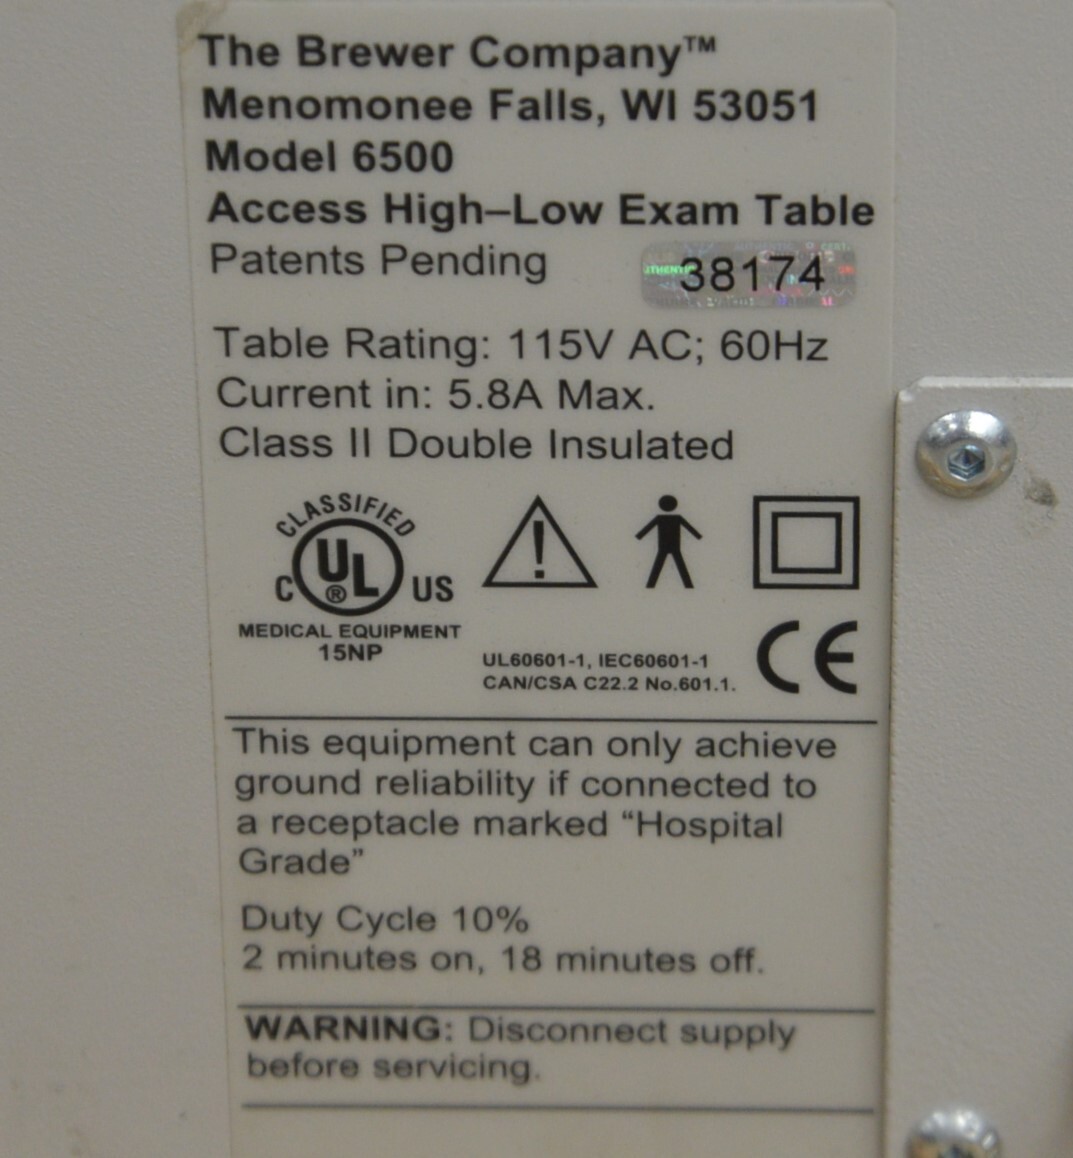 The Brewer Company™
Menomonee Falls, WI 53051
Model 6500
Access High–Low Exam Table
Patents Pending
38174
Table Rating: 115V AC; 60Hz
Current in: 5.8A Max.
Class II Double Insulated
CLASSIFIED
C UL ® US
MEDICAL EQUIPMENT
15NP
UL60601-1, IEC60601-1
CAN/CSA C22.2 No.601.1.
CE
This equipment can only achieve
ground reliability if connected to
a receptacle marked “Hospital
Grade”
Duty Cycle 10%
2 minutes on, 18 minutes off.
WARNING: Disconnect supply
before servicing.